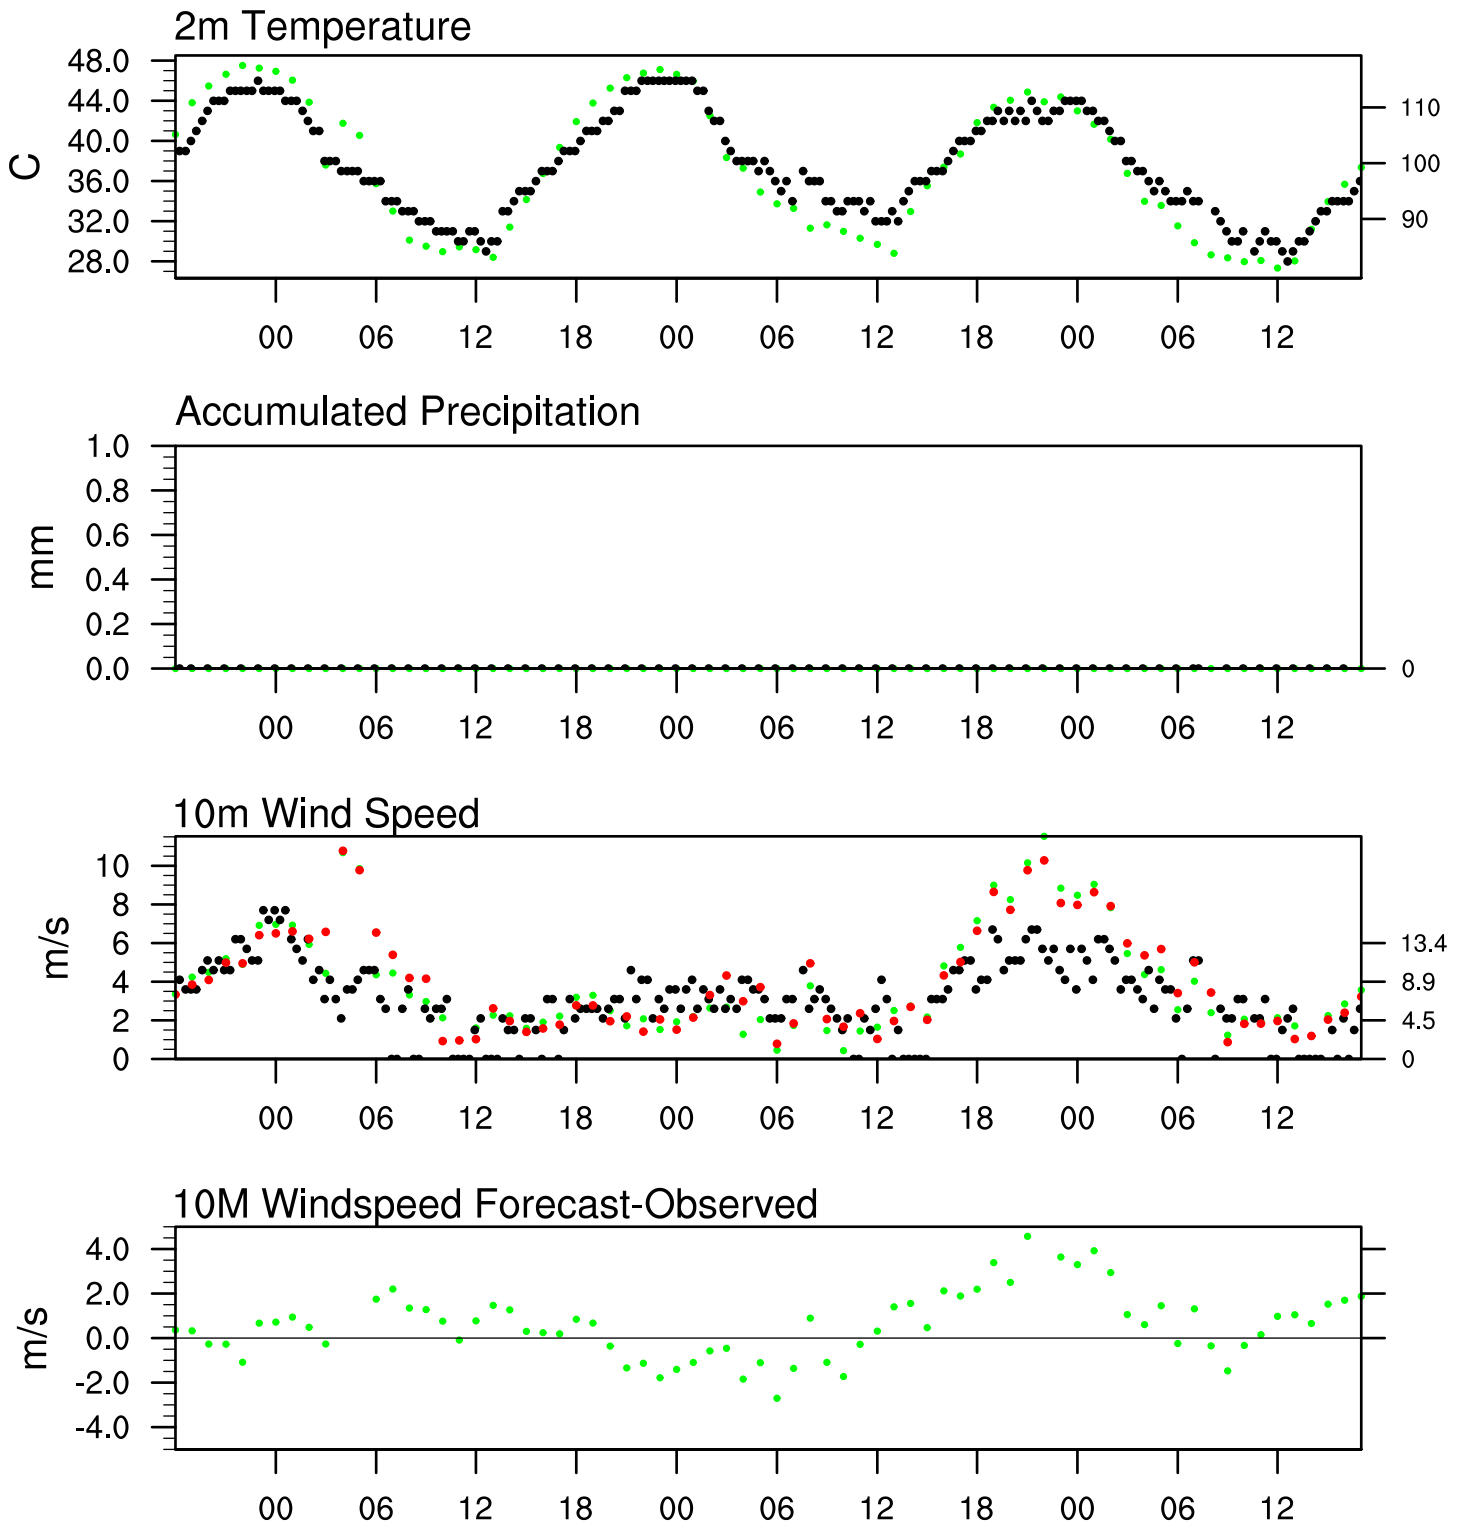 2m Temperature
48.0
44.0
40.0
36.0
32.0
28.0
C
110
100
90
00 06 12 18 00 06 12 18 00 06 12
Accumulated Precipitation
1.0
0.8
0.6
0.4
0.2
0.0
mm
0
00 06 12 18 00 06 12 18 00 06 12
10m Wind Speed
10
8
6
4
2
0
m/s
13.4
8.9
4.5
0
00 06 12 18 00 06 12 18 00 06 12
10M Windspeed Forecast-Observed
4.0
2.0
0.0
-2.0
-4.0
m/s
00 06 12 18 00 06 12 18 00 06 12